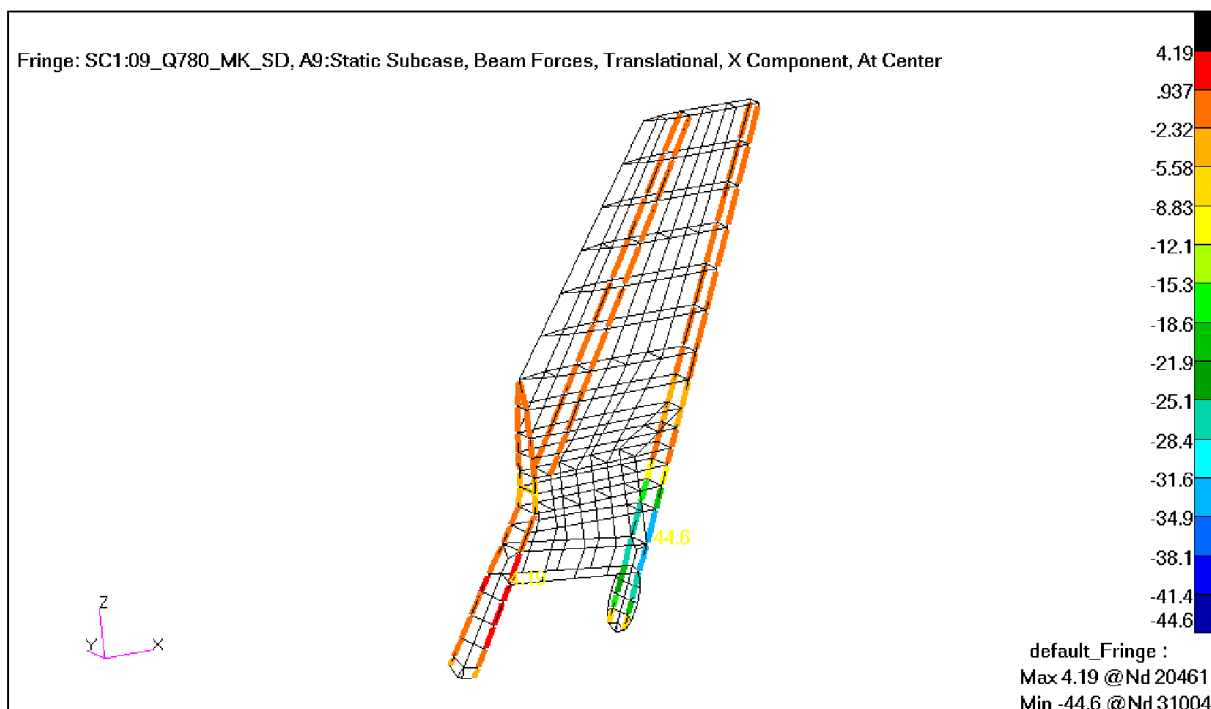 Fringe: SC1:09_Q780_MK_SD, A9:Static Subcase, Beam Forces, Translational, X Component, At Center
4.19
.937
-2.32
-5.58
-8.83
-12.1
-15.3
-18.6
-21.9
-25.1
-28.4
-31.6
-34.9
-38.1
-41.4
-44.6
44.6
4.19
Z
Y
X
default_Fringe :
Max 4.19 @Nd 20461
Min -44.6 @Nd 31004